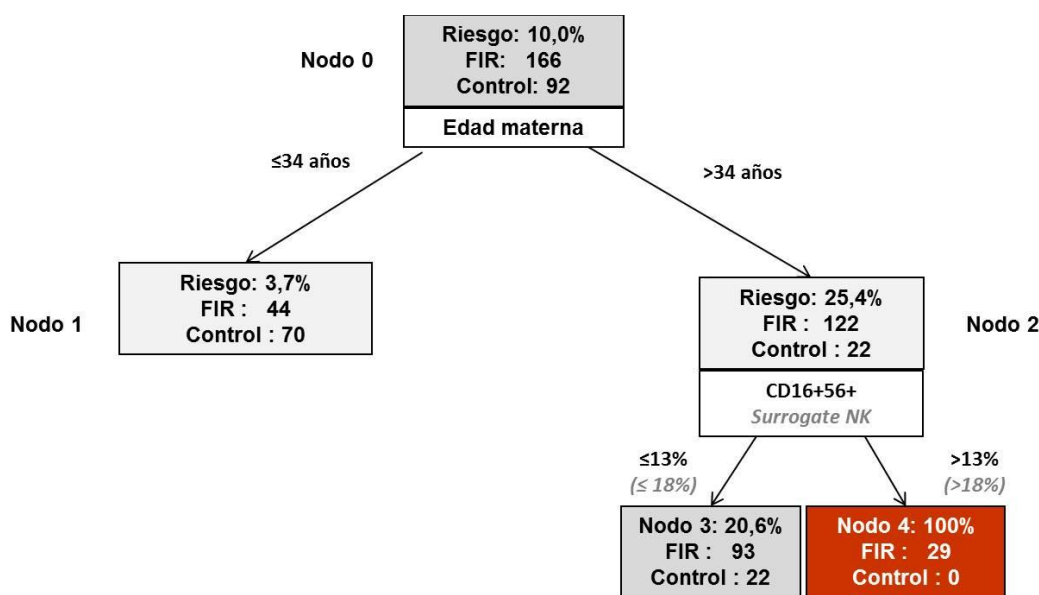 Nodo 0
Riesgo: 10,0%
FIR: 166
Control: 92
Edad materna
≤34 años
>34 años
Nodo 1
Riesgo: 3,7%
FIR : 44
Control : 70
Riesgo: 25,4%
FIR : 122
Control : 22
Nodo 2
CD16+56+
Surrogate NK
≤13%
(≤ 18%)
>13%
(>18%)
Nodo 3: 20,6%
FIR : 93
Control : 22
Nodo 4: 100%
FIR : 29
Control : 0